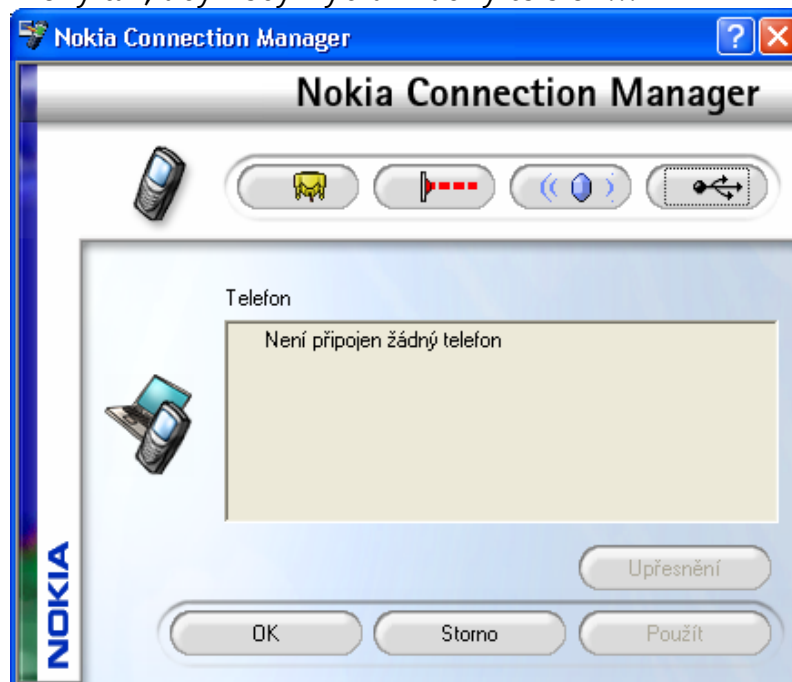 Nokia Connection Manager
Nokia Connection Manager
Telefon
Není připojen žádný telefon
Upřesnění
OK Storno Použít
NOKIA